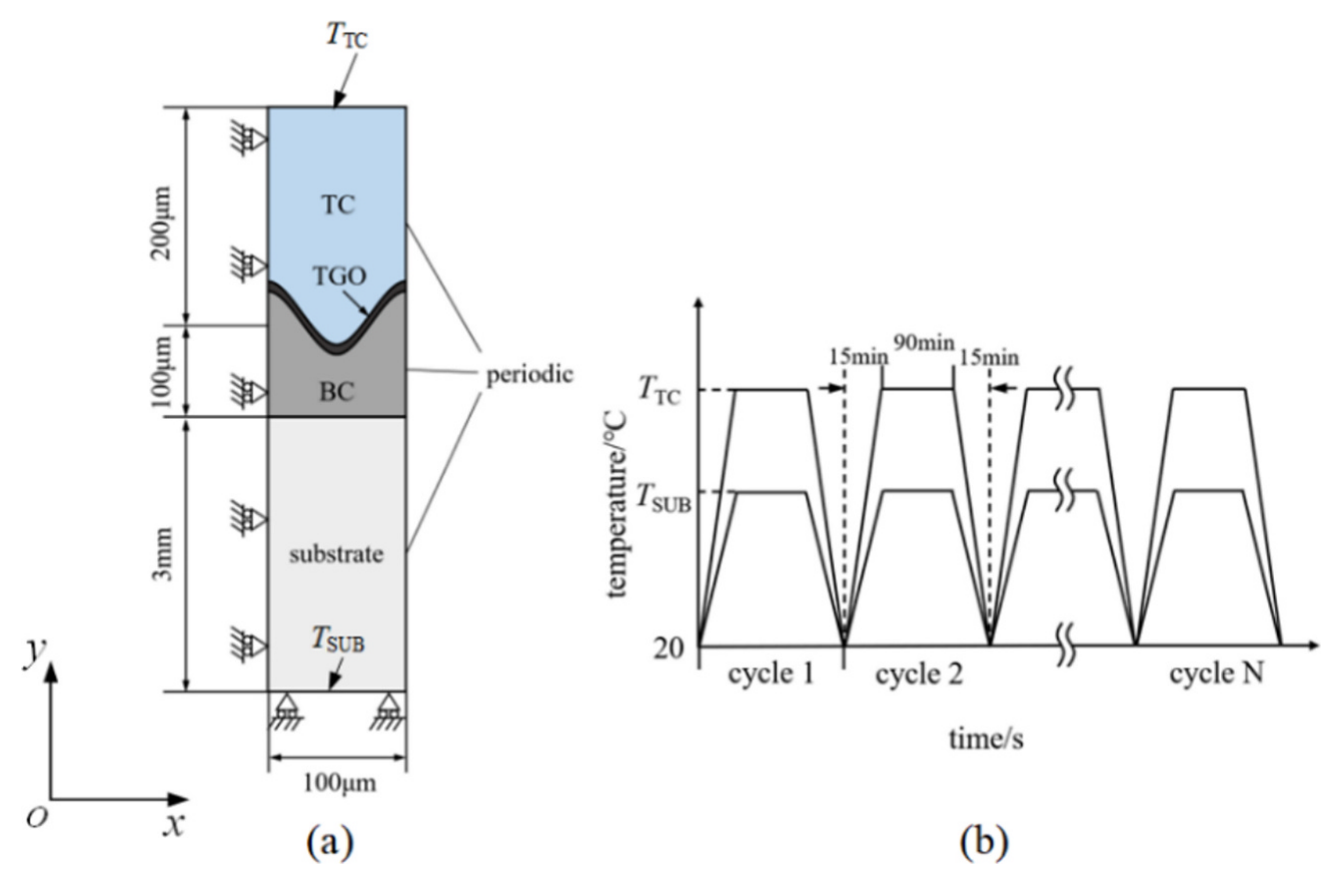 T_TC
200μm
TC
TGO
100μm
BC
periodic
3mm
substrate
T_SUB
100μm
y
O
x
(a)
temperature/°C
T_TC
T_SUB
20
15min
90min
15min
cycle 1
cycle 2
cycle N
time/s
(b)